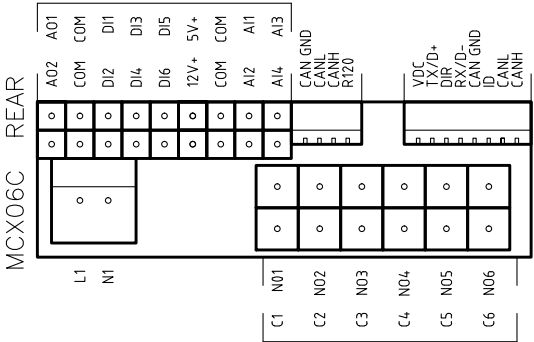 MCX06C REAR
AO1 COM DI1 DI3 DI5 5V+ COM AI1 AI3
AO2 COM DI2 DI4 DI6 12V+ COM AI2 AI4
CAN GND
CANL
CANH
R120
VDC
TX/D+
DIR
RX/D-
CAN GND
ID
CANL
CANH
L1 N1
NO1 NO2 NO3 NO4 NO5 NO6
C1 C2 C3 C4 C5 C6